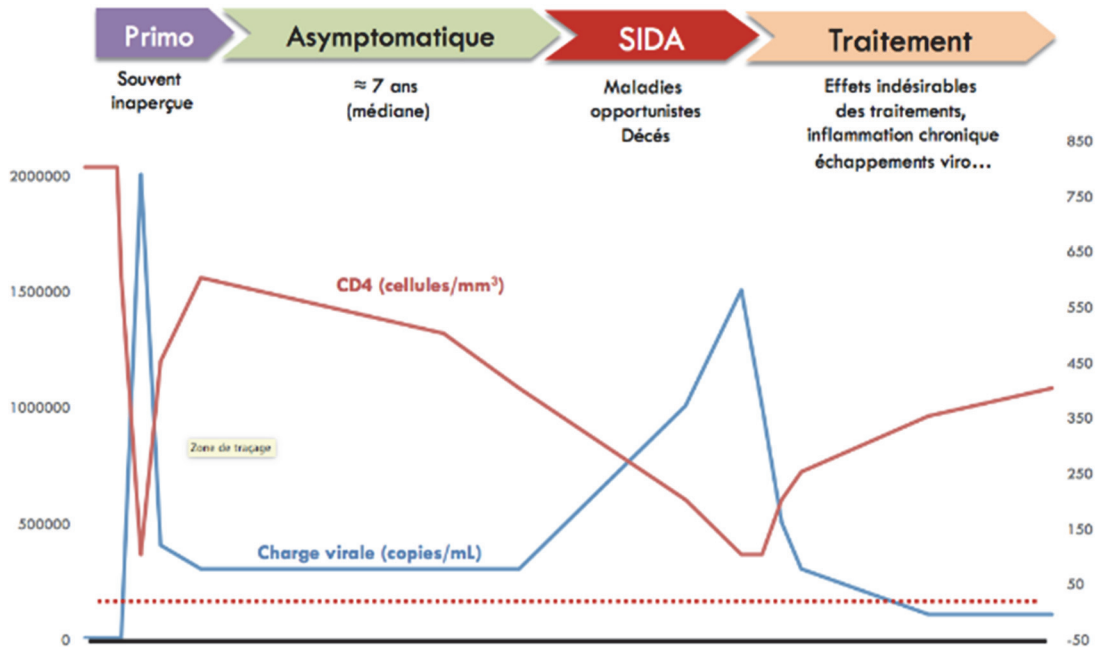 Primo
Asymptomatique
SIDA
Traitement
Souvent
inaperçue
≈ 7 ans
(médiane)
Maladies
opportunistes
Décés
Effets indésirables
des traitements,
inflammation chronique
échappements viro...
850
2000000
750
650
CD4 (cellules/mm³)
1500000
550
450
1000000
350
Zone de traçage
250
500000
150
Charge virale (copies/mL)
50
0
-50